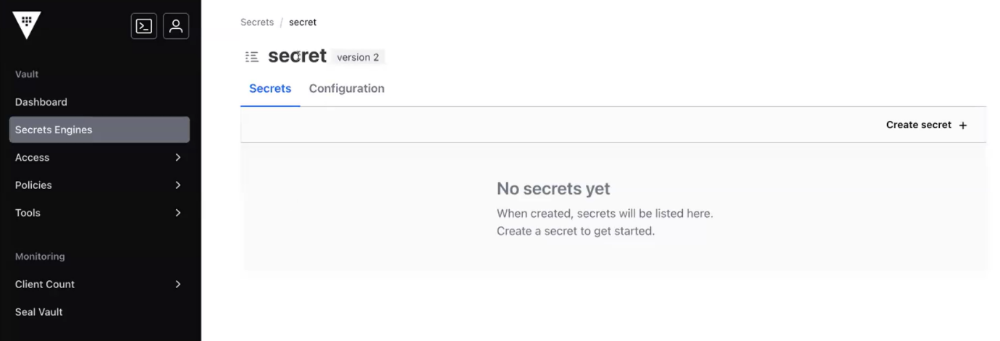 Vault
Dashboard
Secrets Engines
Access
Policies
Tools
Monitoring
Client Count
Seal Vault
Secrets / secret
secret version 2
Secrets Configuration
Create secret +
No secrets yet
When created, secrets will be listed here.
Create a secret to get started.